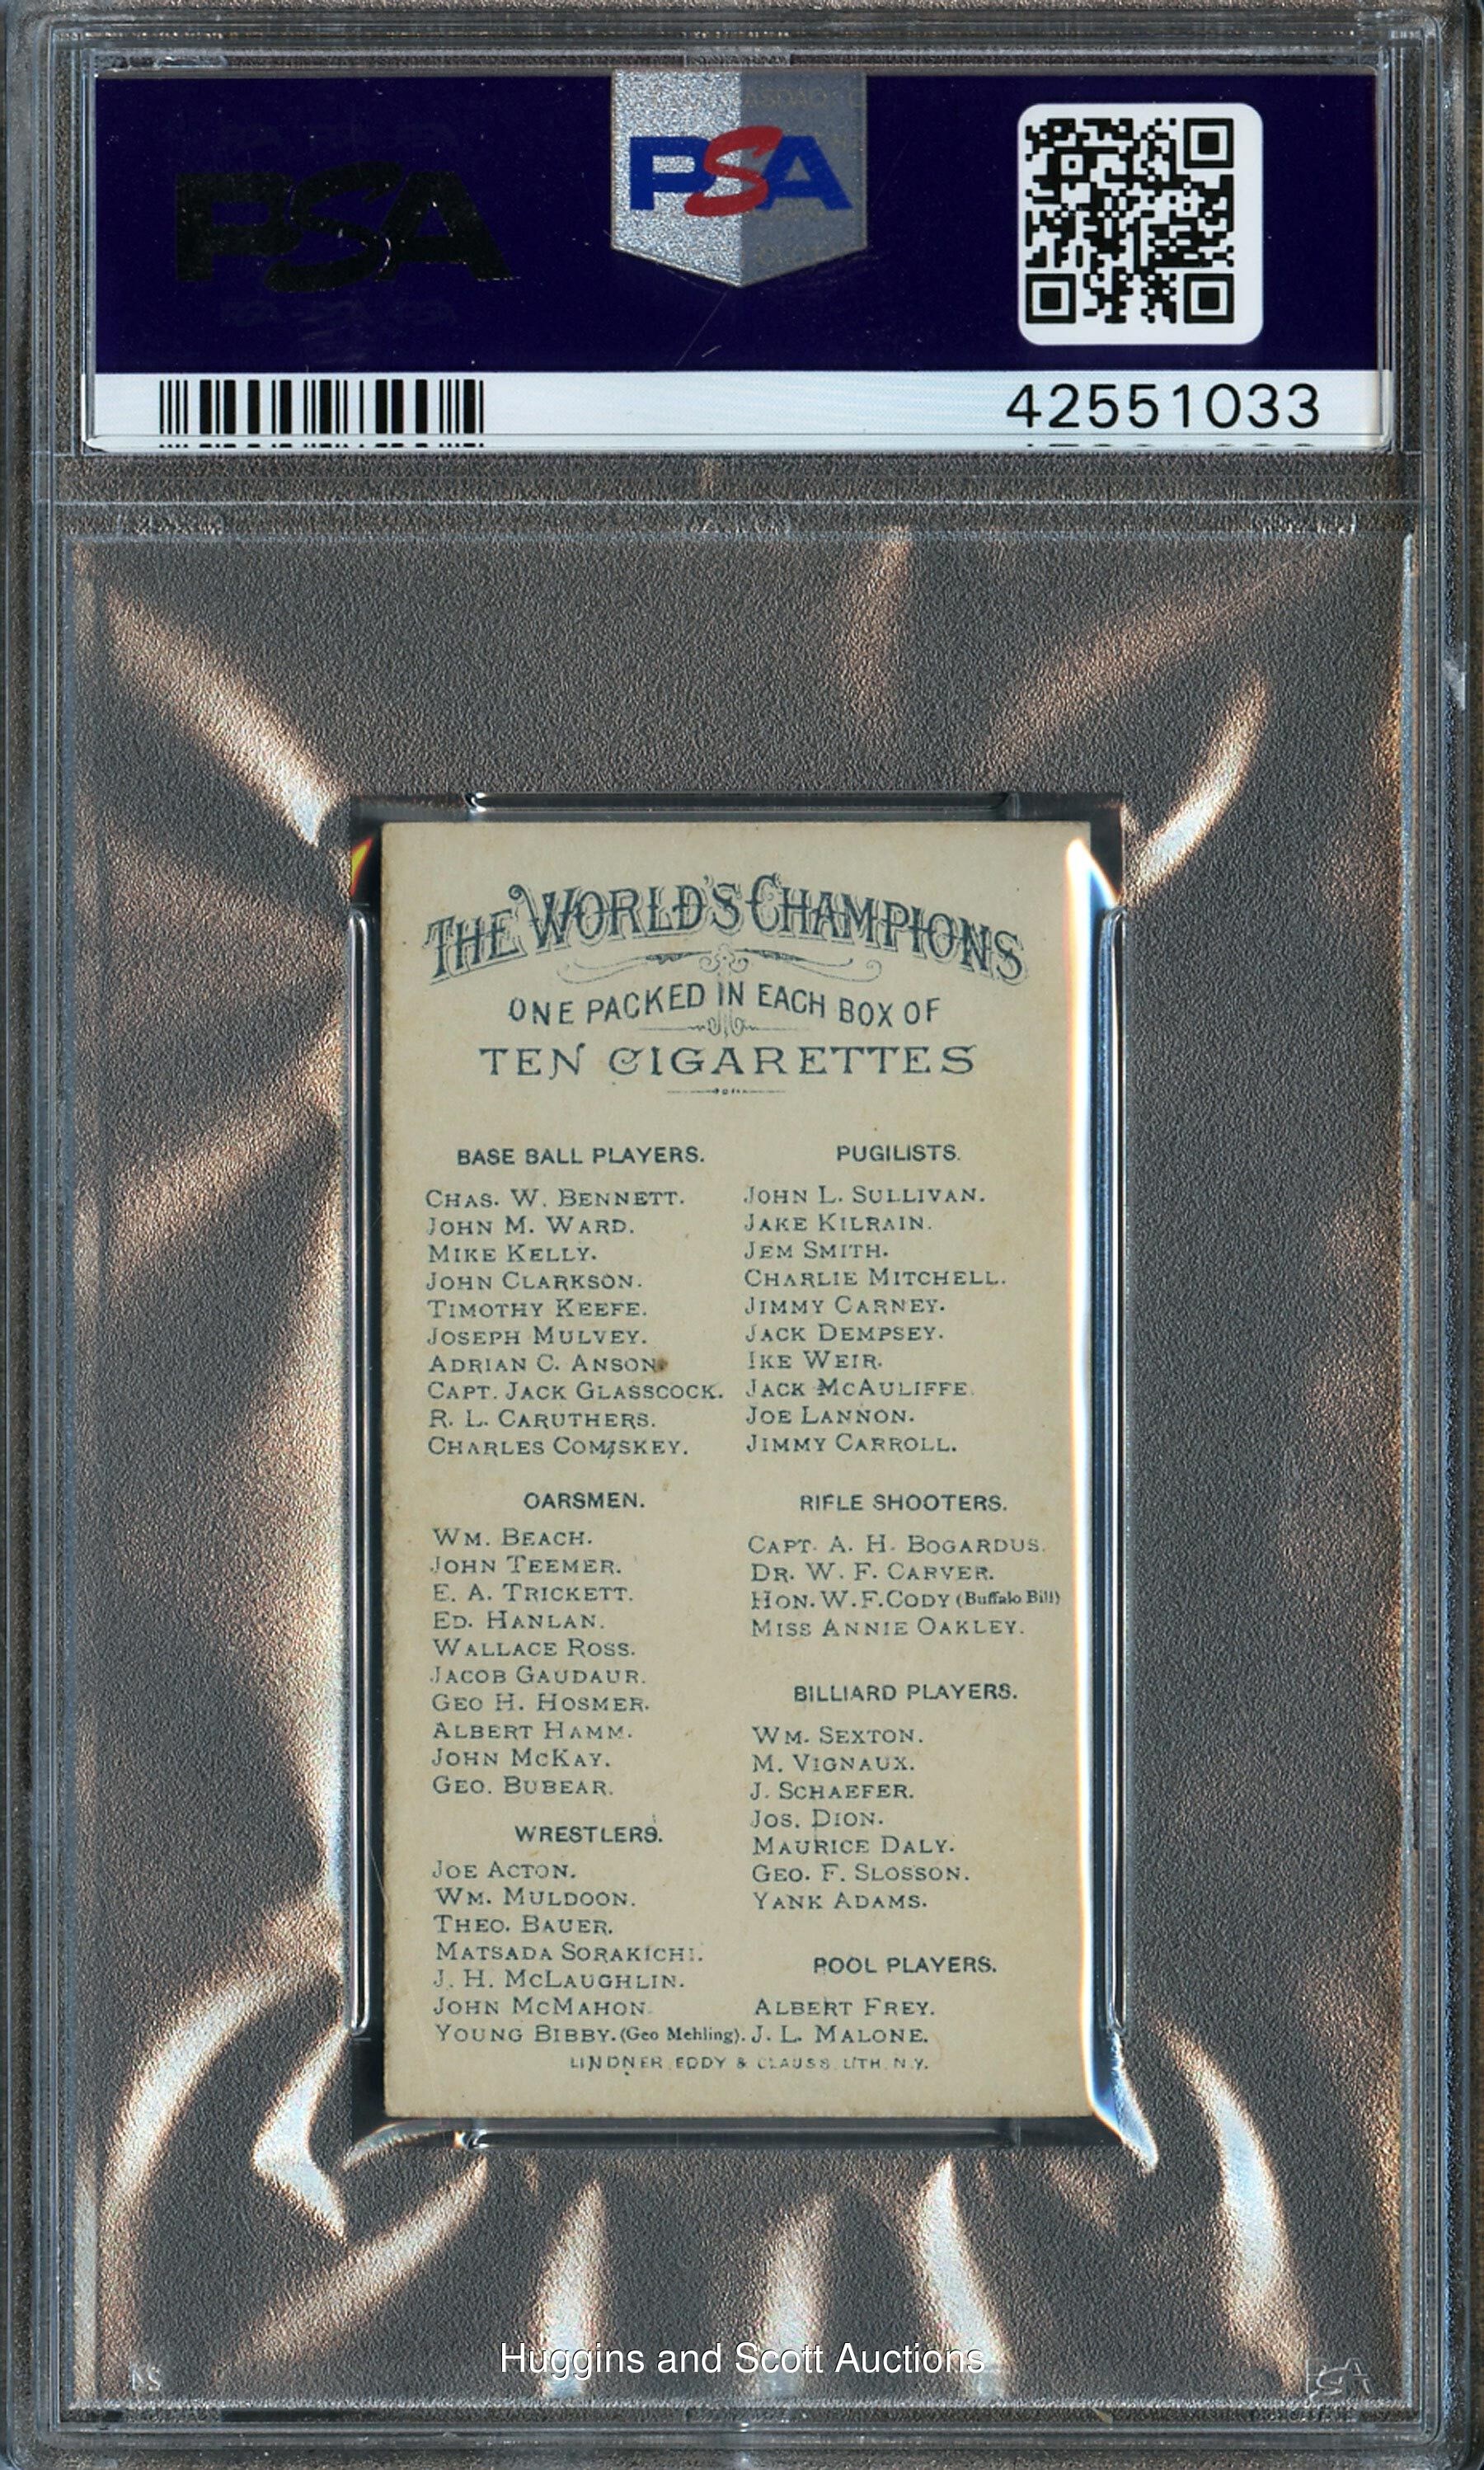 PSA
PSA
42551033
THE WORLD'S CHAMPIONS
ONE PACKED IN EACH BOX OF
TEN CIGARETTES
BASE BALL PLAYERS.
CHAS. W. BENNETT.
JOHN M. WARD.
MIKE KELLY.
JOHN CLARKSON.
TIMOTHY KEEFE.
JOSEPH MULVEY.
ADRIAN C. ANSON.
CAPT. JACK GLASSCOCK.
R. L. CARUTHERS.
CHARLES COMISKEY.
OARSMEN.
WM. BEACH.
JOHN TEEMER.
E. A. TRICKETT.
ED. HANLAN.
WALLACE ROSS.
JACOB GAUDAUR.
GEO H. HOSMER.
ALBERT HAMM.
JOHN McKAY.
GEO. BUBEAR.
WRESTLERS.
JOE ACTON.
WM. MULDOON.
THEO. BAUER.
MATSADA SORAKICHI.
J. H. McLAUGHLIN.
JOHN McMAHON.
YOUNG BIBBY. (Geo Mehling).
PUGILISTS.
JOHN L. SULLIVAN.
JAKE KILRAIN.
JEM SMITH.
CHARLIE MITCHELL.
JIMMY CARNEY.
JACK DEMPSEY.
IKE WEIR.
JACK McAULIFFE.
JOE LANNON.
JIMMY CARROLL.
RIFLE SHOOTERS.
CAPT. A. H. BOGARDUS.
DR. W. F. CARVER.
HON. W. F. CODY (Buffalo Bill)
MISS ANNIE OAKLEY.
BILLIARD PLAYERS.
WM. SEXTON.
M. VIGNAUX.
J. SCHAEFER.
JOS. DION.
MAURICE DALY.
GEO. F. SLOSSON.
YANK ADAMS.
POOL PLAYERS.
ALBERT FREY.
J. L. MALONE.
LINDNER, EDDY & CLAUSS, LITH. N.Y.
Huggins and Scott Auctions
PSA